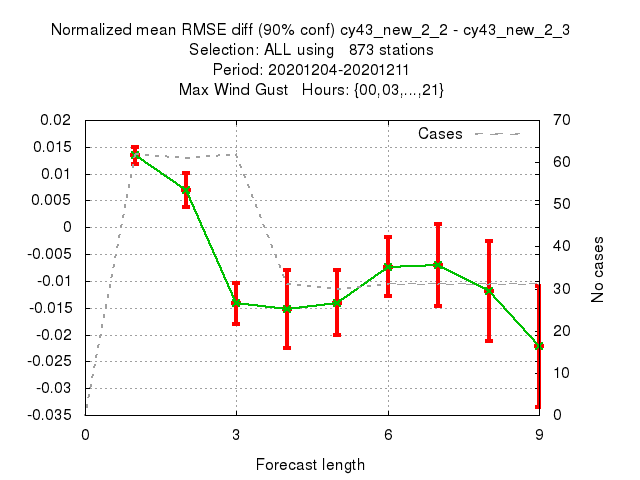 Normalized mean RMSE diff (90% conf) cy43_new_2_2 - cy43_new_2_3
Selection: ALL using   873 stations
Period: 20201204-20201211
Max Wind Gust   Hours: {00,03,...,21}
Cases
0.02
0.015
0.01
0.005
0
-0.005
-0.01
-0.015
-0.02
-0.025
-0.03
-0.035
70
60
50
40
30
20
10
0
No cases
0 3 6 9
Forecast length